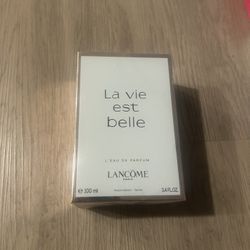 La vie
est
belle
L'EAU DE PARFUM
LANCÔME
PARIS
e 100 ml
3.4 FL.OZ.